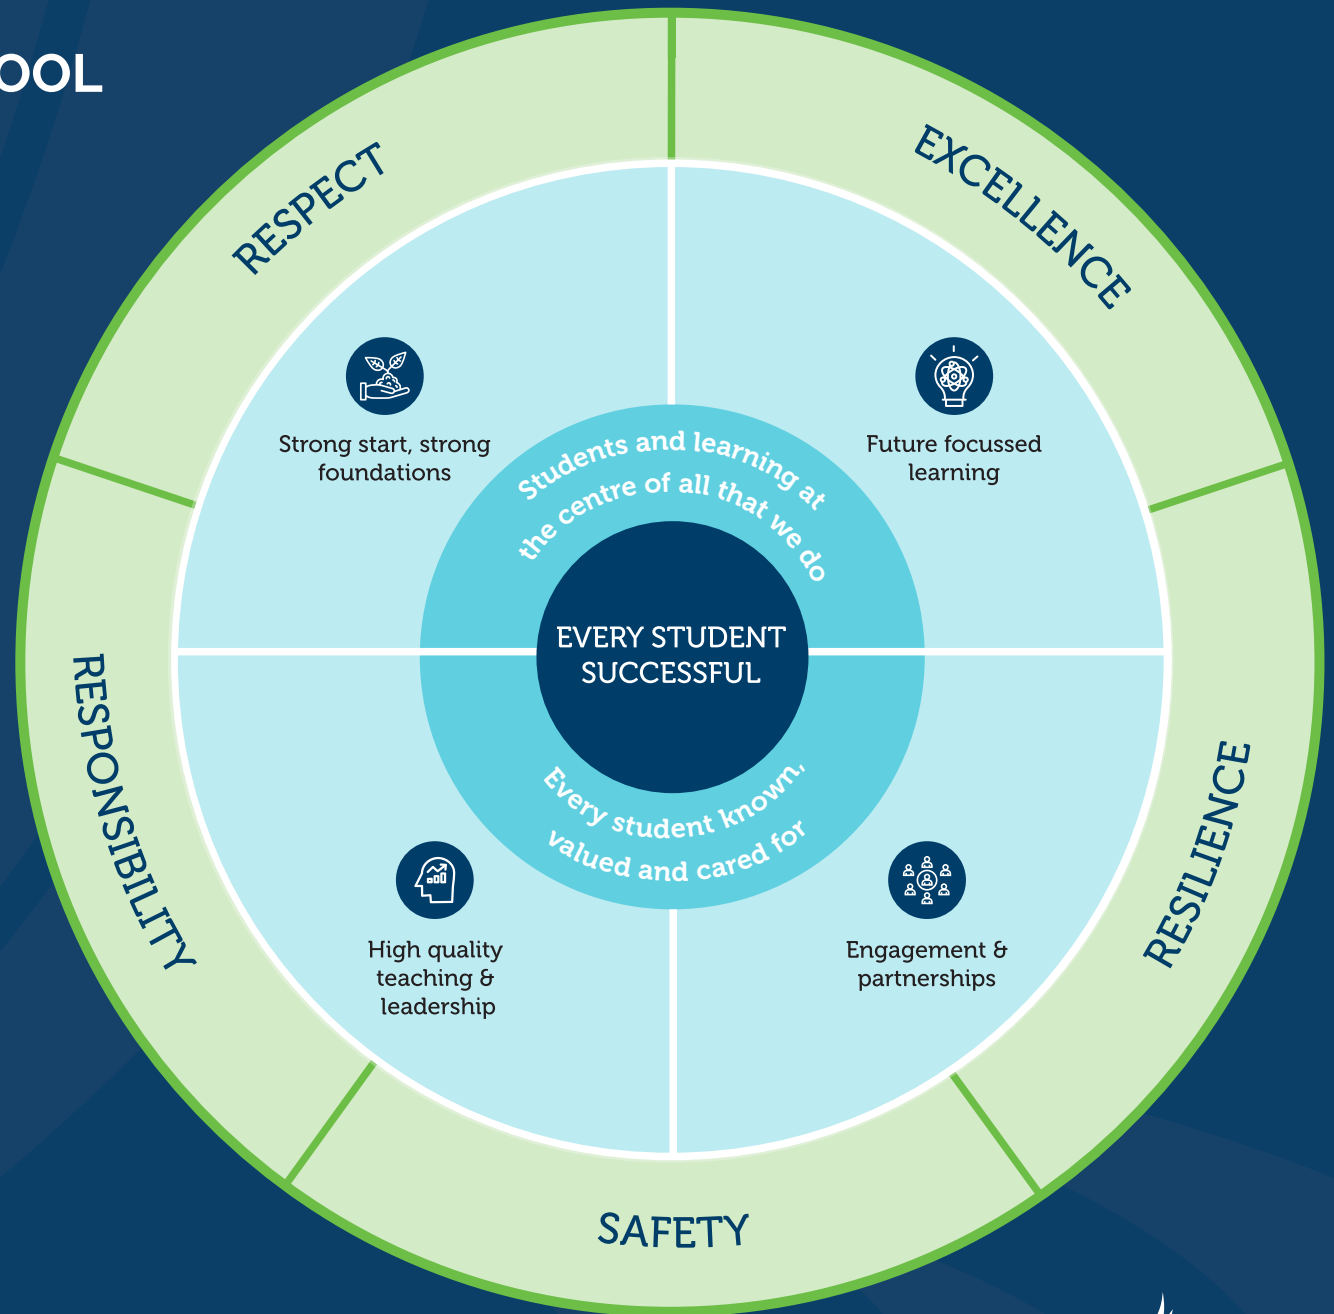 OOL
RESPECT
EXCELLENCE
Strong start, strong
foundations
Future focussed
learning
Students and learning at
the centre of all that we do
EVERY STUDENT
SUCCESSFUL
Every student known,
valued and cared for
RESPONSIBILITY
RESILIENCE
High quality
teaching &
leadership
Engagement &
partnerships
SAFETY